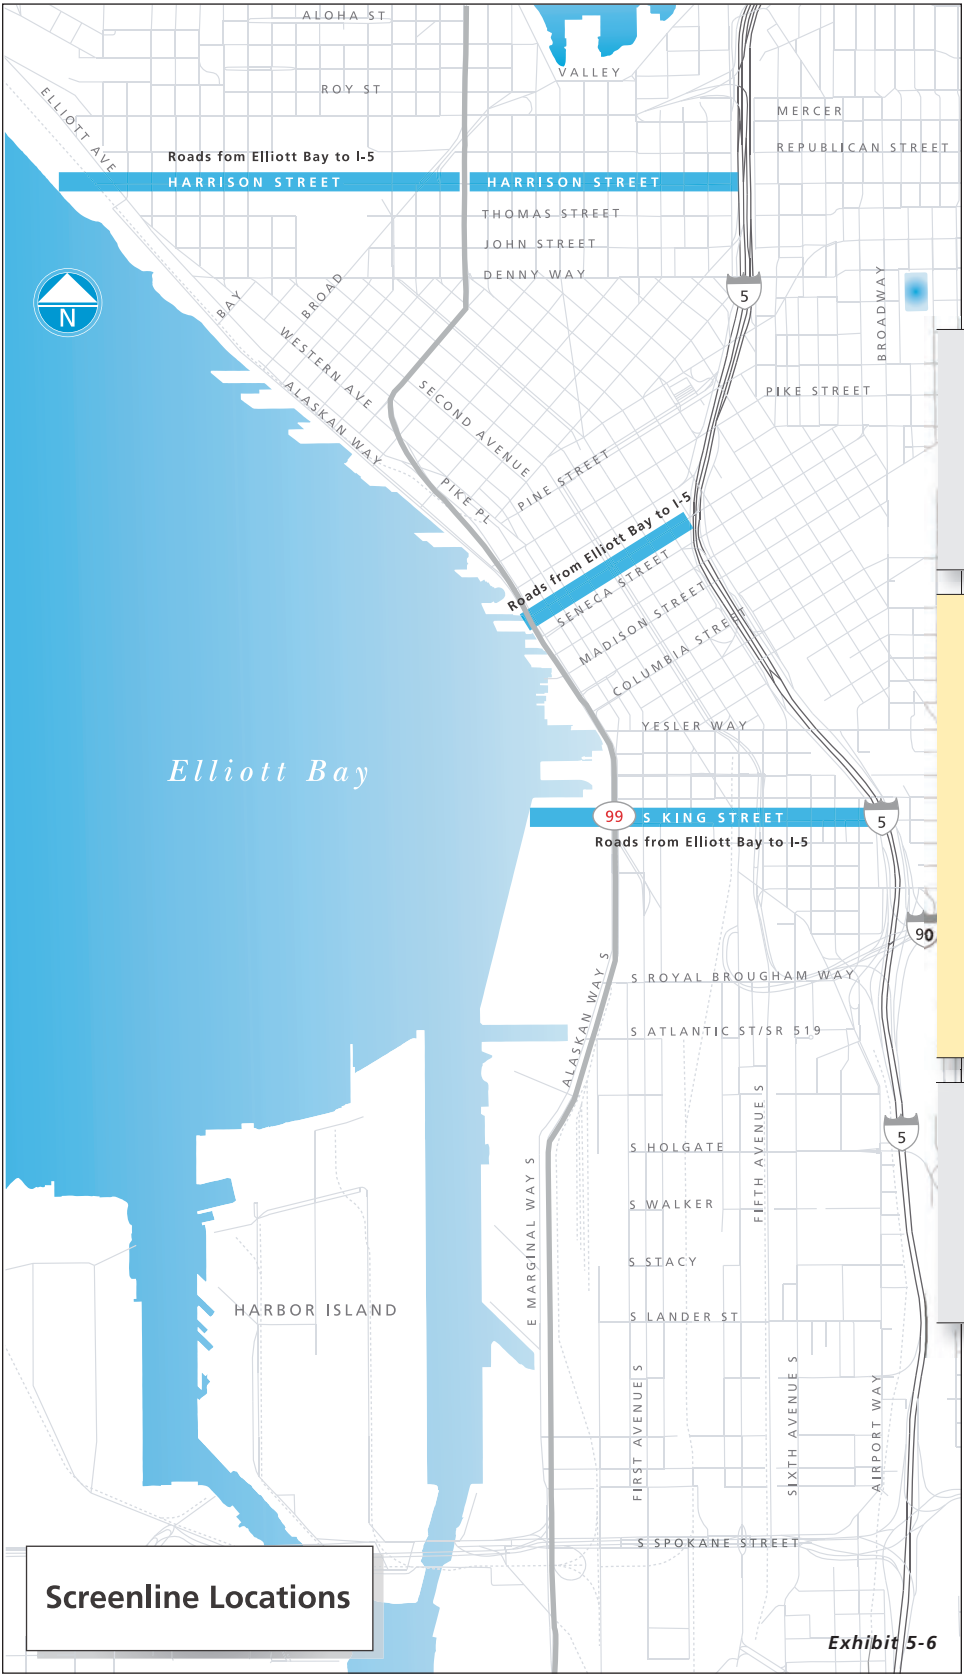 ALOHA ST
VALLEY
ROY ST
ELLIOTT AVE
MERCER
REPUBLICAN STREET
Roads fom Elliott Bay to I-5
HARRISON STREET
HARRISON STREET
THOMAS STREET
JOHN STREET
DENNY WAY
N
BAY
BROAD
5
BROADWAY
WESTERN AVE
ALASKAN WAY
SECOND AVENUE
PIKE STREET
PIKE PL
PINE STREET
Roads from Elliott Bay to I-5
SENECA STREET
MADISON STREET
COLUMBIA STREET
YESLER WAY
Elliott Bay
99
S KING STREET
5
Roads from Elliott Bay to I-5
90
ALASKAN WAY S
S ROYAL BROUGHAM WAY
S ATLANTIC ST/SR 519
5
S HOLGATE
FIFTH AVENUE S
E MARGINAL WAY S
S WALKER
S STACY
HARBOR ISLAND
S LANDER ST
FIRST AVENUE S
SIXTH AVENUE S
AIRPORT WAY
S SPOKANE STREET
Screenline Locations
Exhibit 5-6